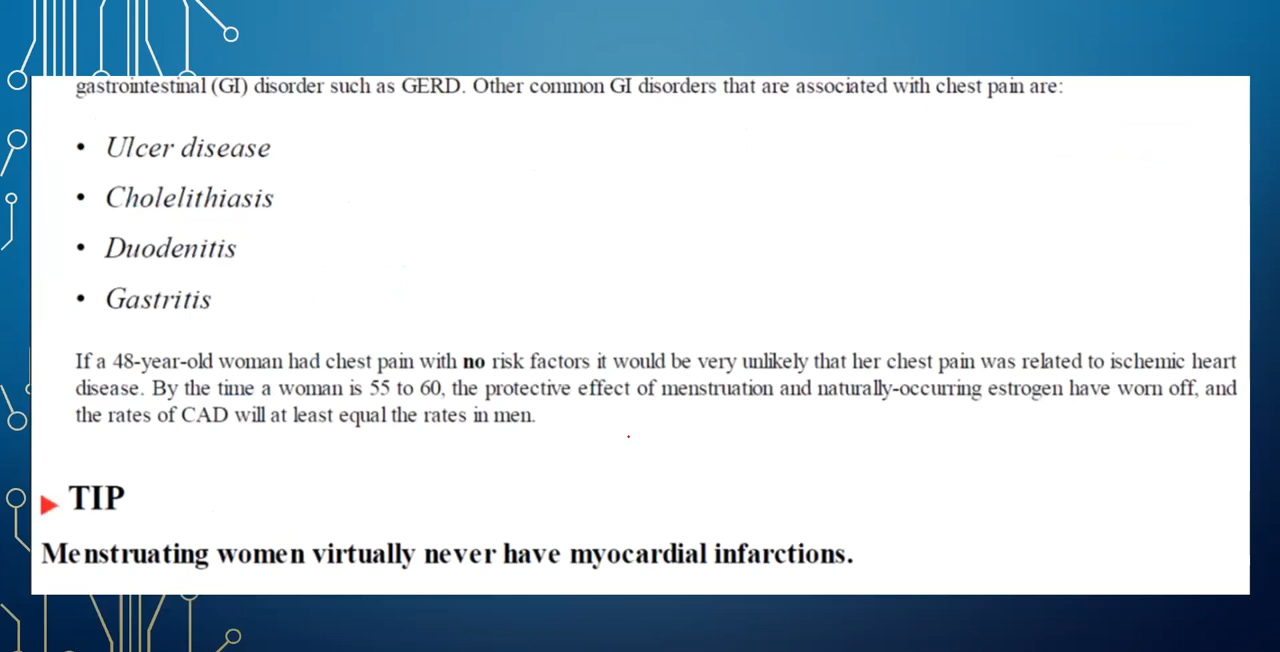 gastrointestinal (GI) disorder such as GERD. Other common GI disorders that are associated with chest pain are:
• Ulcer disease
• Cholelithiasis
• Duodenitis
• Gastritis
If a 48-year-old woman had chest pain with no risk factors it would be very unlikely that her chest pain was related to ischemic heart
disease. By the time a woman is 55 to 60, the protective effect of menstruation and naturally-occurring estrogen have worn off, and
the rates of CAD will at least equal the rates in men.
TIP
Menstruating women virtually never have myocardial infarctions.